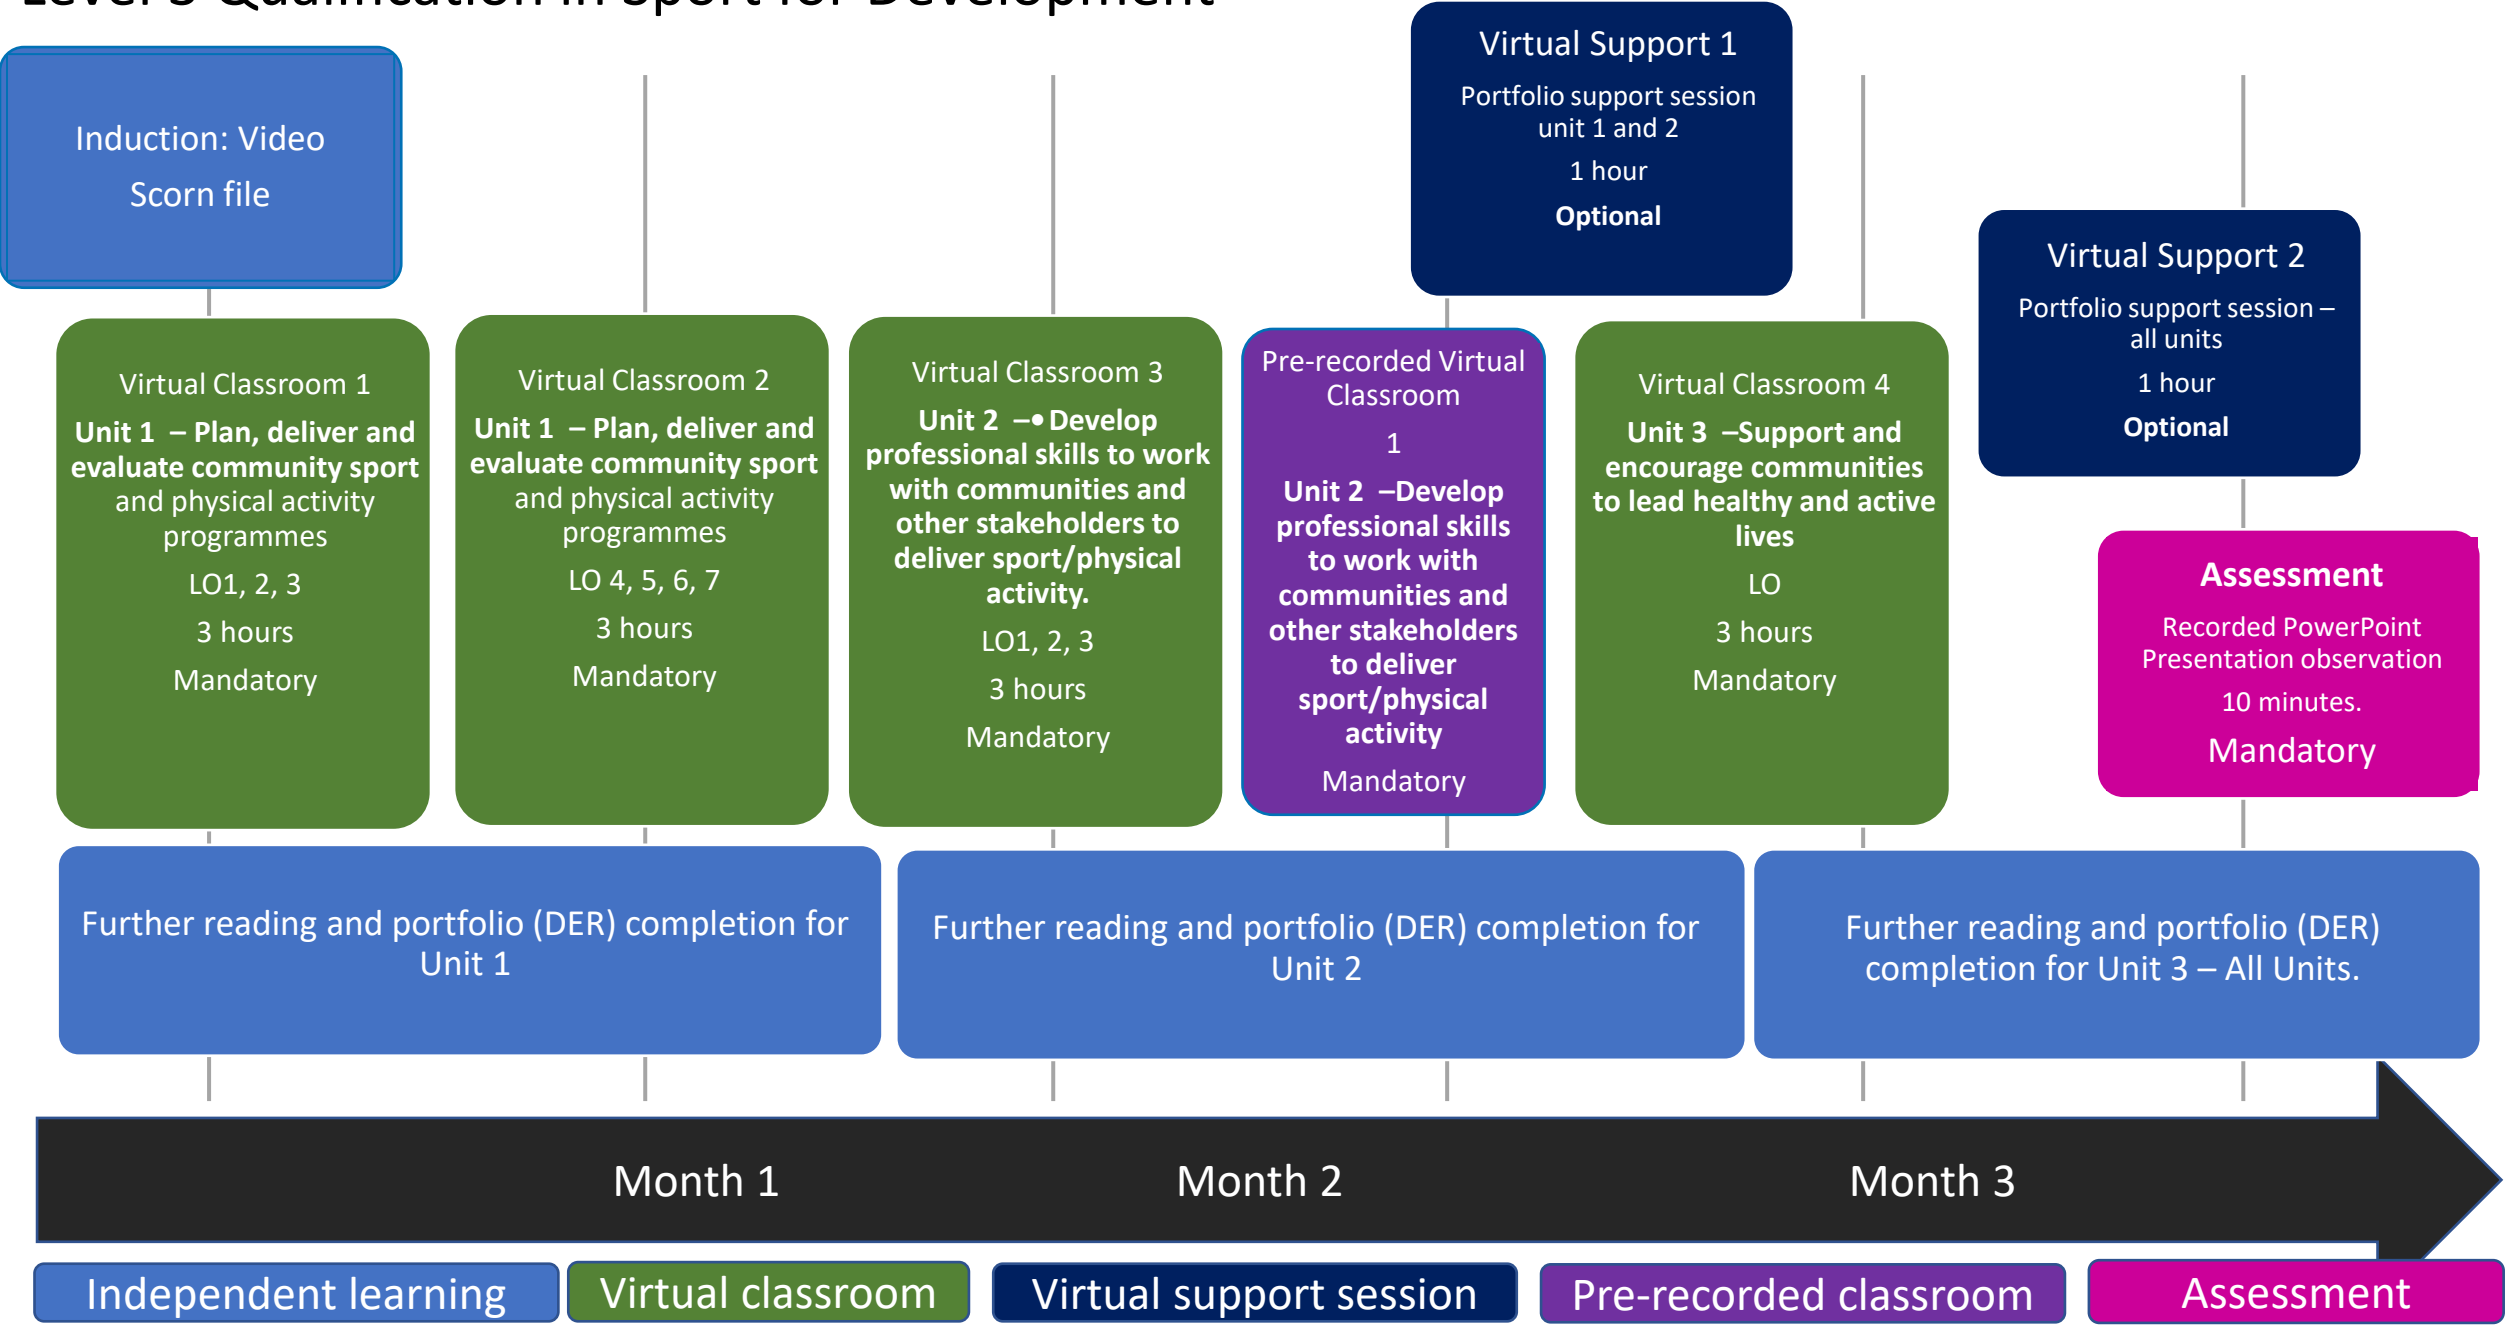 Level 3 Qualification in Sport for Development
Induction: Video
Scorn file
Virtual Support 1
Portfolio support session
unit 1 and 2
1 hour
Optional
Virtual Support 2
Portfolio support session –
all units
1 hour
Optional
Virtual Classroom 1
Unit 1 – Plan, deliver and
evaluate community sport
and physical activity
programmes
LO1, 2, 3
3 hours
Mandatory
Virtual Classroom 2
Unit 1 – Plan, deliver and
evaluate community sport
and physical activity
programmes
LO 4, 5, 6, 7
3 hours
Mandatory
Virtual Classroom 3
Unit 2 –• Develop
professional skills to work
with communities and
other stakeholders to
deliver sport/physical
activity.
LO1, 2, 3
3 hours
Mandatory
Pre-recorded Virtual
Classroom
1
Unit 2 –Develop
professional skills
to work with
communities and
other stakeholders
to deliver
sport/physical
activity
Mandatory
Virtual Classroom 4
Unit 3 –Support and
encourage communities
to lead healthy and active
lives
LO
3 hours
Mandatory
Assessment
Recorded PowerPoint
Presentation observation
10 minutes.
Mandatory
Further reading and portfolio (DER) completion for
Unit 1
Further reading and portfolio (DER) completion for
Unit 2
Further reading and portfolio (DER)
completion for Unit 3 – All Units.
Month 1
Month 2
Month 3
Independent learning
Virtual classroom
Virtual support session
Pre-recorded classroom
Assessment